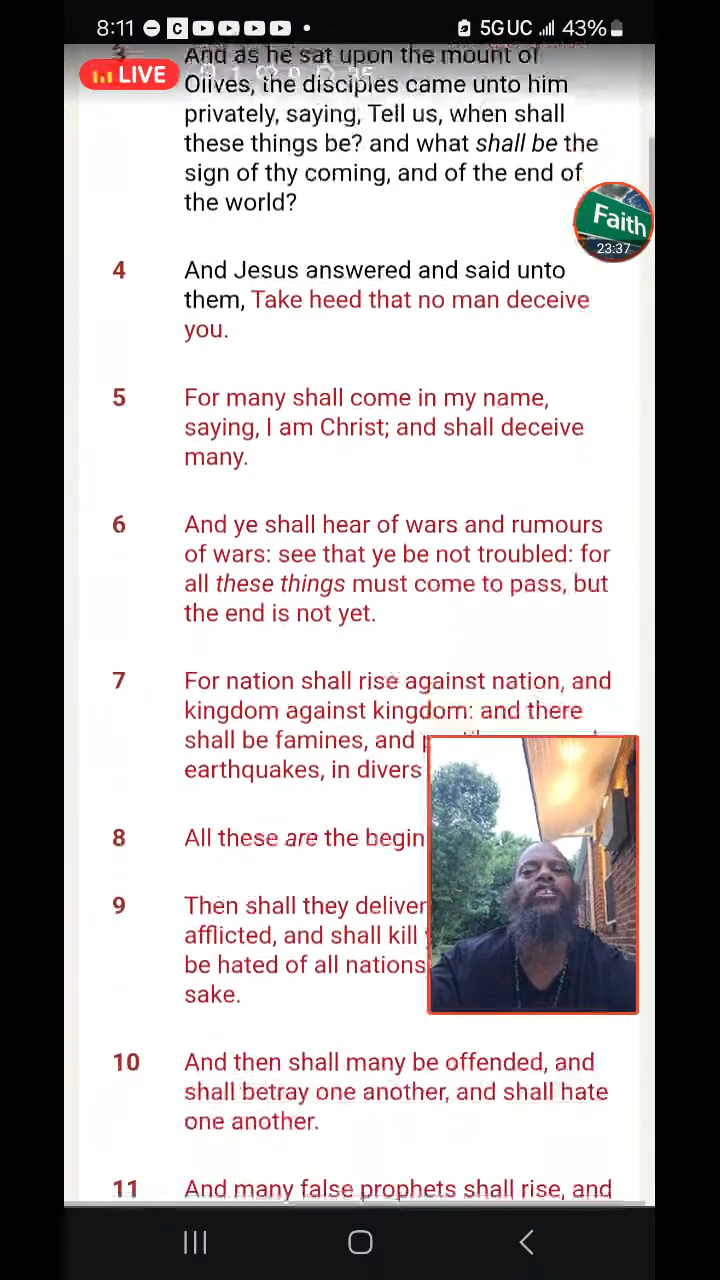 8:11 C 5G UC 43%
3 And as he sat upon the mount of
LIVE
Olives, the disciples came unto him
privately, saying, Tell us, when shall
these things be? and what shall be the
sign of thy coming, and of the end of
the world?
Faith
23:37
4 And Jesus answered and said unto
them, Take heed that no man deceive
you.
5 For many shall come in my name,
saying, I am Christ; and shall deceive
many.
6 And ye shall hear of wars and rumours
of wars: see that ye be not troubled: for
all these things must come to pass, but
the end is not yet.
7 For nation shall rise against nation, and
kingdom against kingdom: and there
shall be famines, and
earthquakes, in divers
8 All these are the begin
9 Then shall they deliver
afflicted, and shall kill
be hated of all nations
sake.
10 And then shall many be offended, and
shall betray one another, and shall hate
one another.
11 And many false prophets shall rise, and